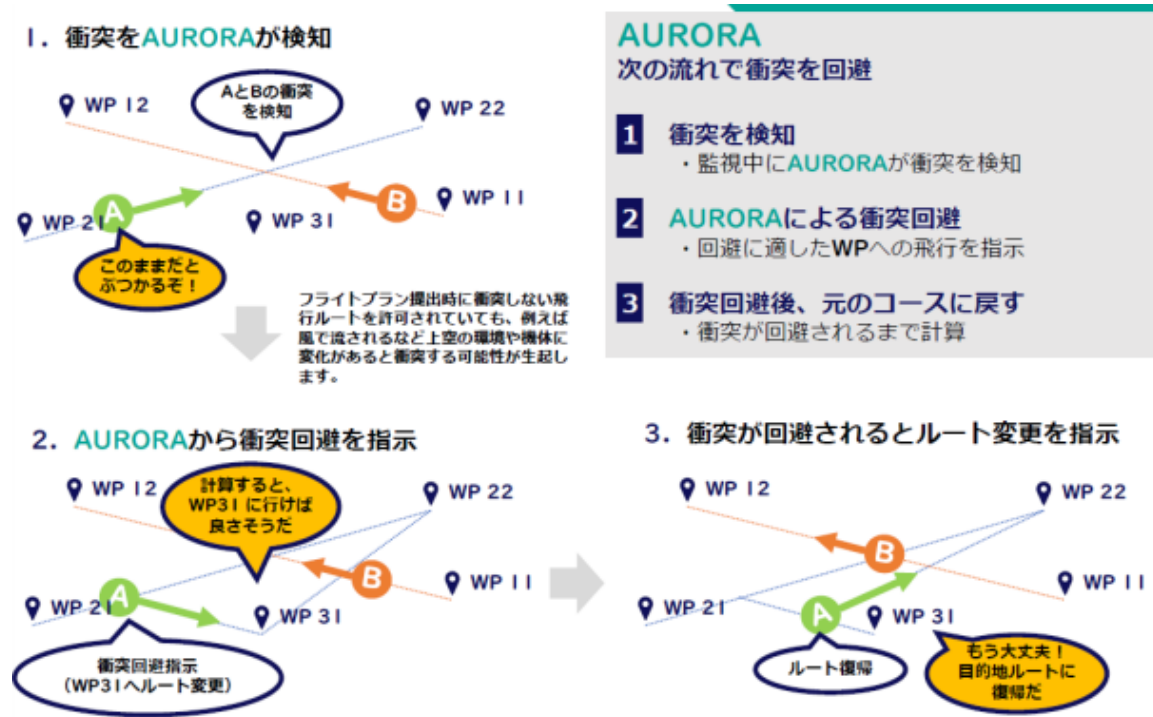 1. 衝突をAURORAが検知
AとBの衝突
を検知
WP 12
WP 22
A
B
WP 21
WP 31
WP 11
このままだと
ぶつかるぞ！
フライトプラン提出時に衝突しない飛
行ルートを許可されていても、例えば
風で流されるなど上空の環境や機体に
変化があると衝突する可能性が生起し
ます。
AURORA
次の流れで衝突を回避
1 衝突を検知
・監視中にAURORAが衝突を検知
2 AURORAによる衝突回避
・回避に適したWPへの飛行を指示
3 衝突回避後、元のコースに戻す
・衝突が回避されるまで計算
2. AURORAから衝突回避を指示
WP 12
計算すると、
WP31に行けば
良さそうだ
WP 22
A
B
WP 11
WP 21
WP 31
衝突回避指示
（WP31へルート変更）
3. 衝突が回避されるとルート変更を指示
WP 12
WP 22
B
WP 11
WP 21
A
WP 31
ルート復帰
もう大丈夫！
目的地ルートに
復帰だ